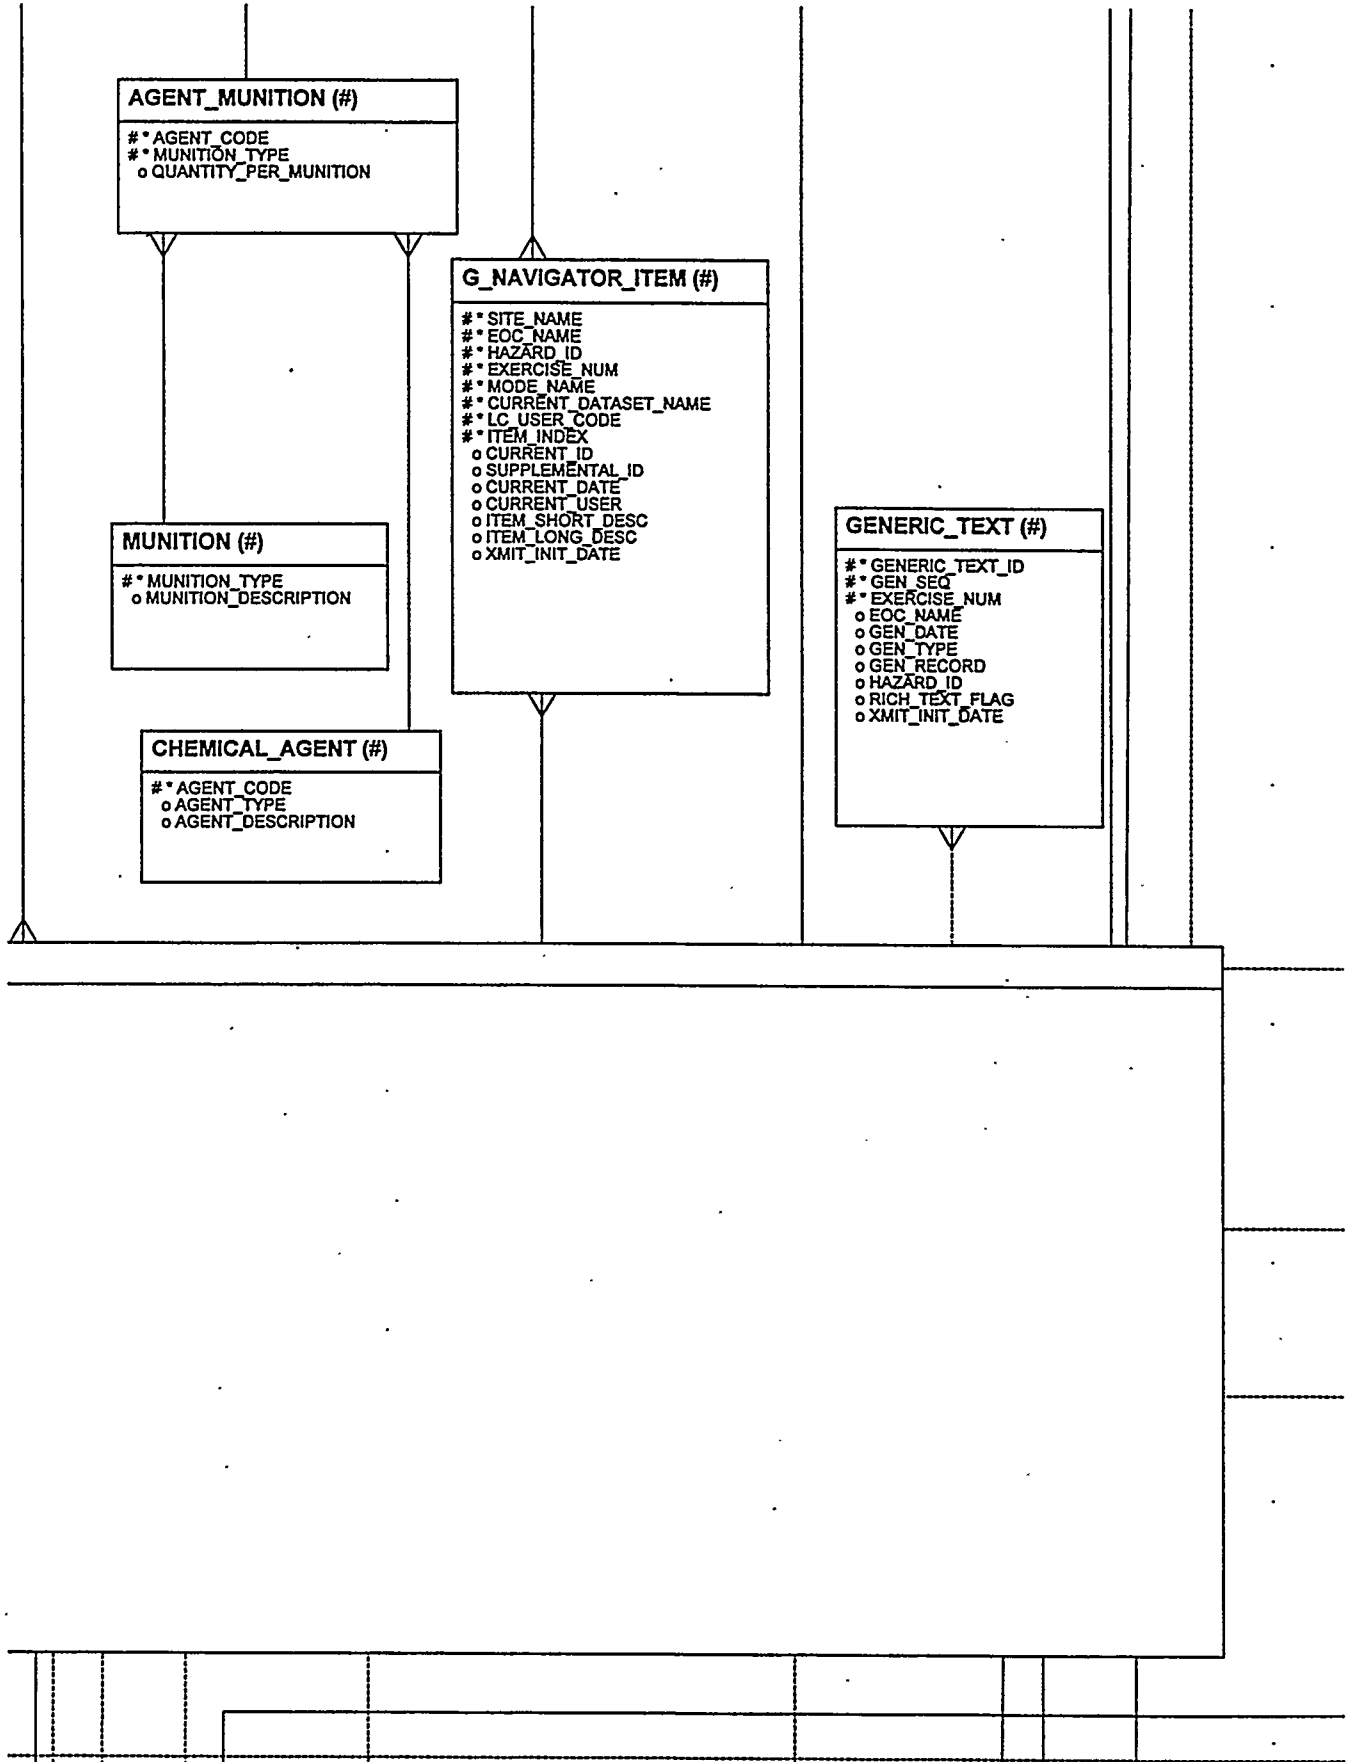 AGENT_MUNITION (#)
#* AGENT_CODE
#* MUNITION_TYPE
o QUANTITY_PER_MUNITION
G_NAVIGATOR_ITEM (#)
#* SITE_NAME
#* EOC_NAME
#* HAZARD_ID
#* EXERCISE_NUM
#* MODE_NAME
#* CURRENT_DATASET_NAME
#* LC_USER_CODE
#* ITEM_INDEX
o CURRENT_ID
o SUPPLEMENTAL_ID
o CURRENT_DATE
o CURRENT_USER
o ITEM_SHORT_DESC
o ITEM_LONG_DESC
o XMIT_INIT_DATE
MUNITION (#)
#* MUNITION_TYPE
o MUNITION_DESCRIPTION
GENERIC_TEXT (#)
#* GENERIC_TEXT_ID
#* GEN_SEQ
#* EXERCISE_NUM
o EOC_NAME
o GEN_DATE
o GEN_TYPE
o GEN_RECORD
o HAZARD_ID
o RICH_TEXT_FLAG
o XMIT_INIT_DATE
CHEMICAL_AGENT (#)
#* AGENT_CODE
o AGENT_TYPE
o AGENT_DESCRIPTION